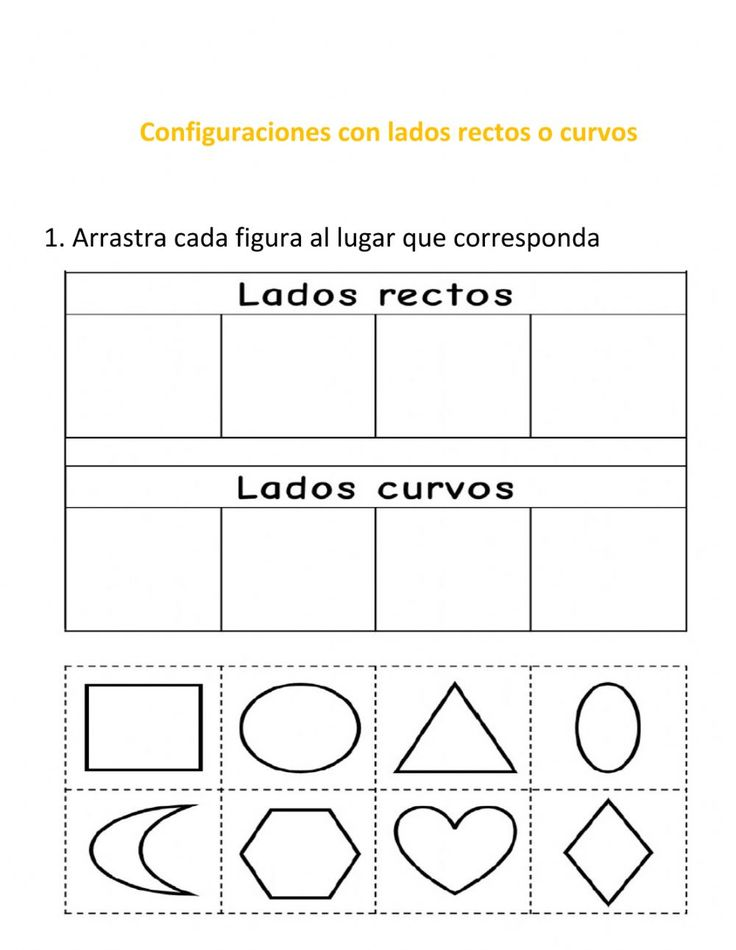 Configuraciones con lados rectos o curvos
1. Arrastra cada figura al lugar que corresponda
Lados rectos
Lados curvos